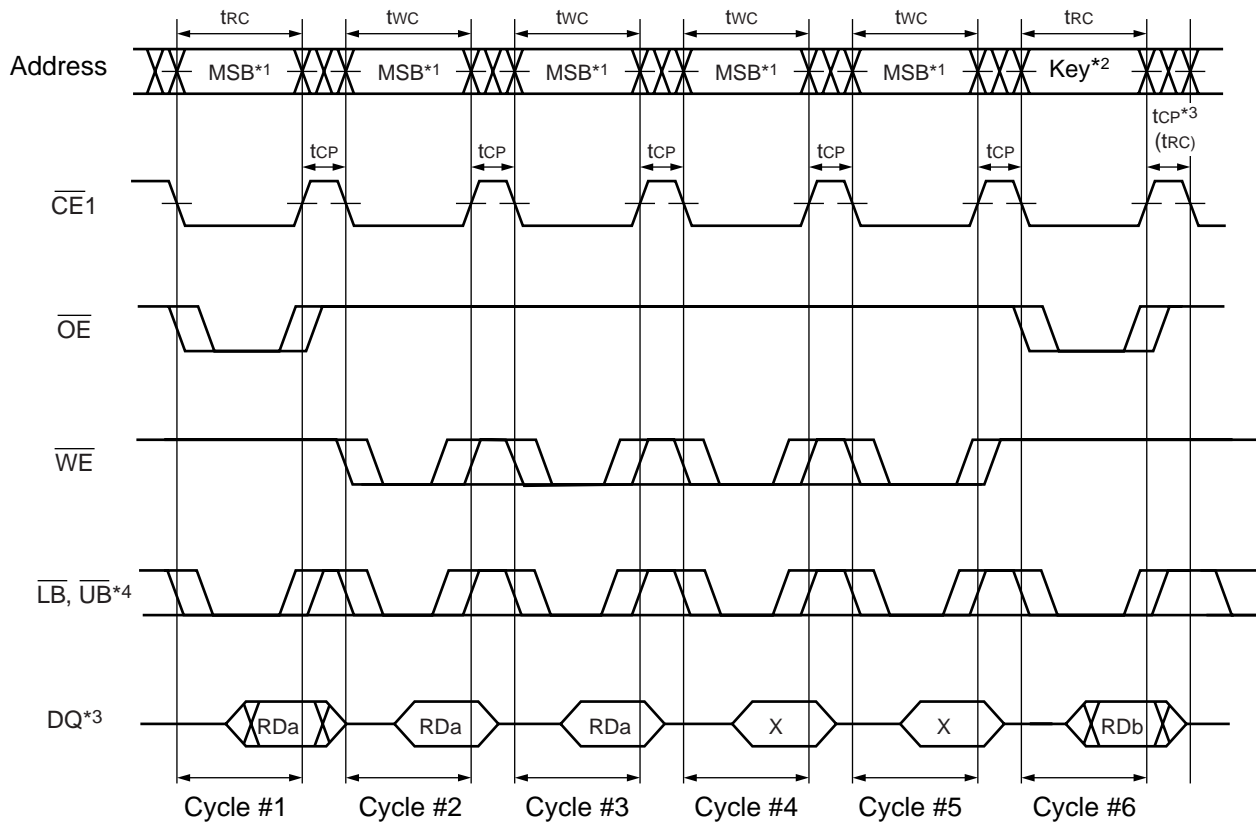 tRC tWC tWC tWC tWC tRC
Address MSB*1 MSB*1 MSB*1 MSB*1 MSB*1 Key*2
tCP tCP tCP tCP tCP tCP*3
(tRC)
CE1
OE
WE
LB, UB*4
DQ*3 RDa RDa RDa X X RDb
Cycle #1 Cycle #2 Cycle #3 Cycle #4 Cycle #5 Cycle #6